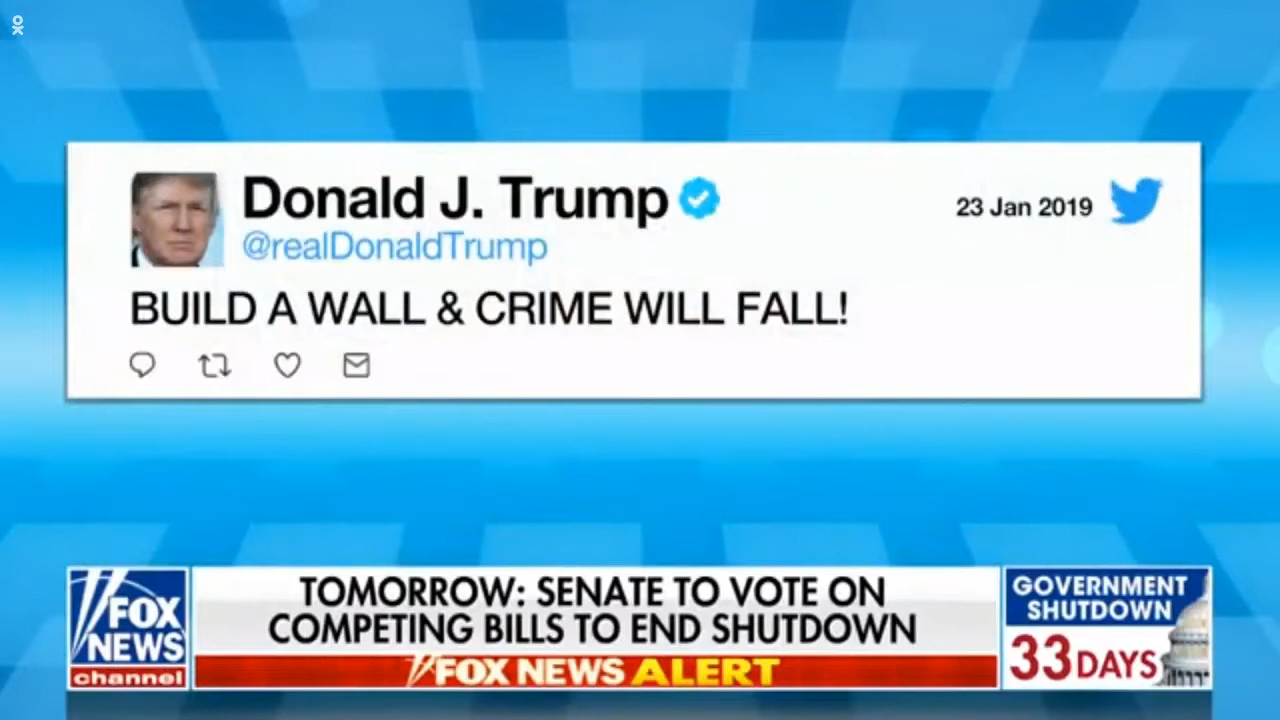 Donald J. Trump
@realDonaldTrump
23 Jan 2019
BUILD A WALL & CRIME WILL FALL!
FOX
NEWS
channel
TOMORROW: SENATE TO VOTE ON
COMPETING BILLS TO END SHUTDOWN
FOX NEWS ALERT
GOVERNMENT
SHUTDOWN
33 DAYS